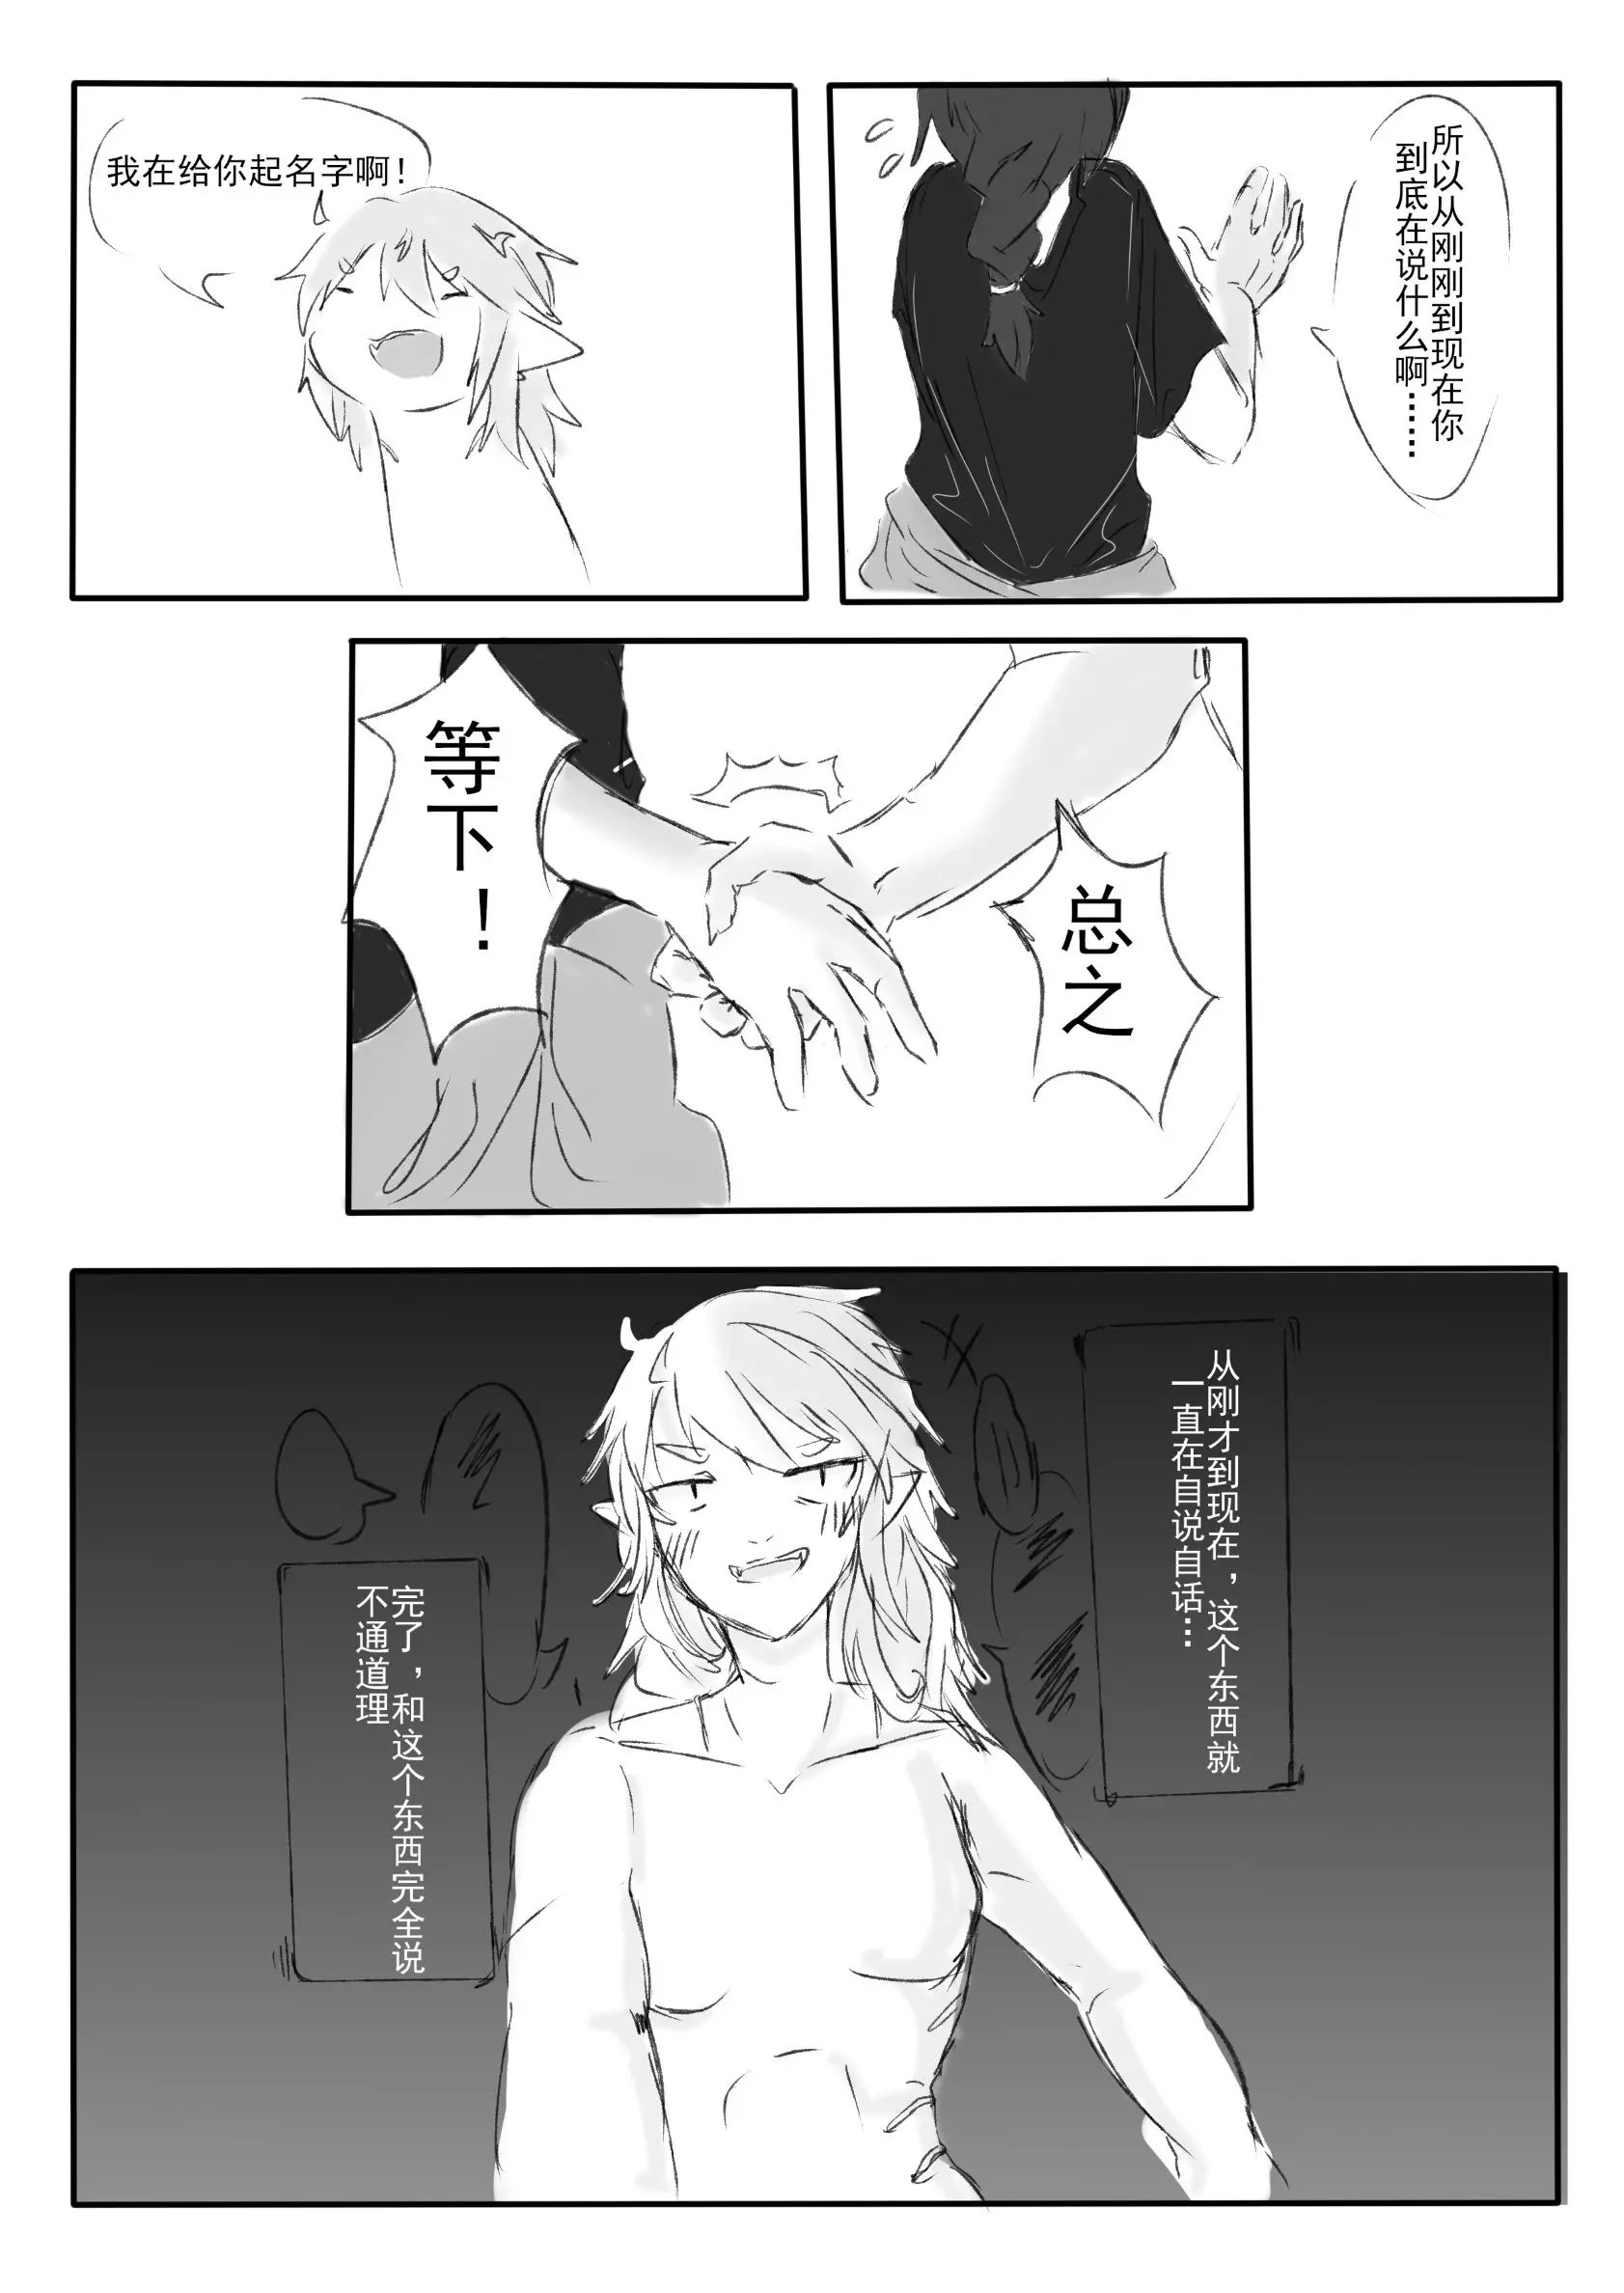 所以从刚刚到现在你
到底在说什么啊……
我在给你起名字啊！
总之
等下！
从刚才到现在，这个东西就
一直在自说自话…
完了，和这个东西完全说
不通道理